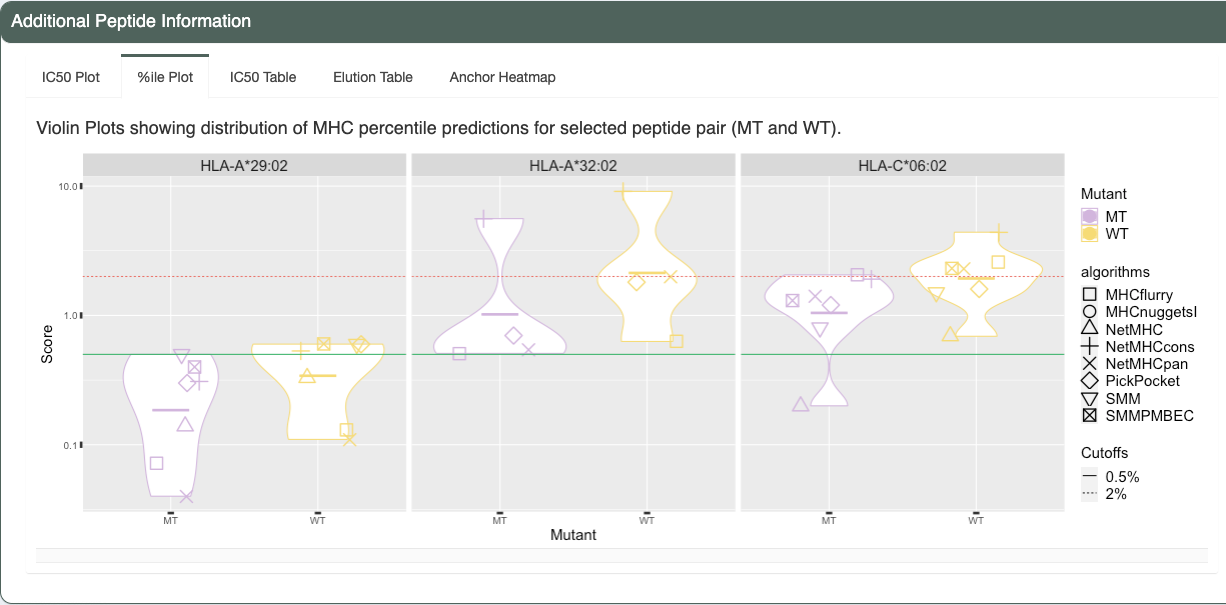 Additional Peptide Information
IC50 Plot %ile Plot IC50 Table Elution Table Anchor Heatmap
Violin Plots showing distribution of MHC percentile predictions for selected peptide pair (MT and WT).
HLA-A*29:02 HLA-A*32:02 HLA-C*06:02
10.0
1.0
0.1
Score
MT WT MT WT MT WT
Mutant
Mutant
MT
WT
algorithms
MHCflurry
MHCnuggetsI
NetMHC
NetMHCcons
NetMHCpan
PickPocket
SMM
SMMPMBEC
Cutoffs
0.5%
2%